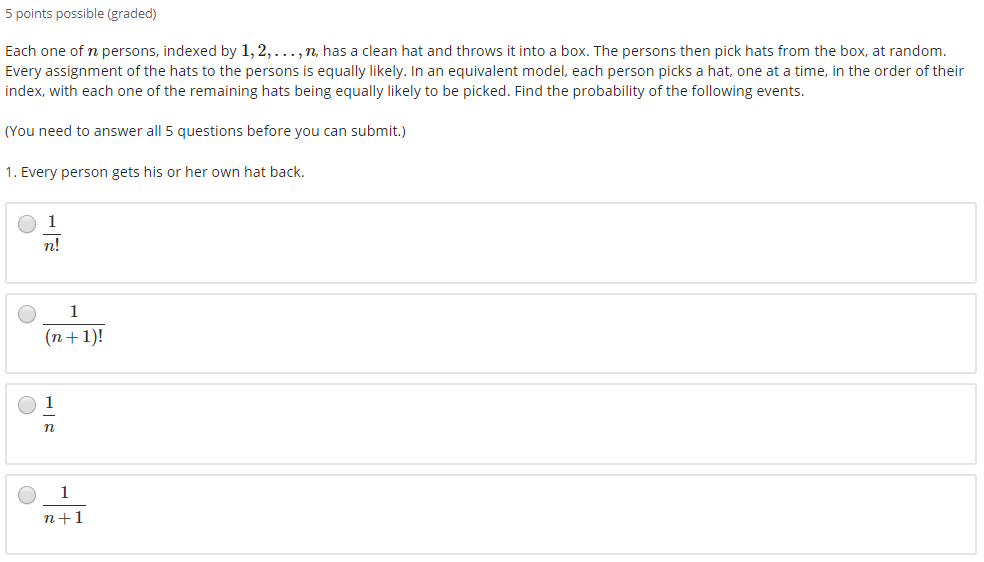 5 points possible (graded)
Each one of n persons, indexed by 1, 2, . . . , n, has a clean hat and throws it into a box. The persons then pick hats from the box, at random.
Every assignment of the hats to the persons is equally likely. In an equivalent model, each person picks a hat, one at a time, in the order of their
index, with each one of the remaining hats being equally likely to be picked. Find the probability of the following events.
(You need to answer all 5 questions before you can submit.)
1. Every person gets his or her own hat back.
1
n!
1
(n+1)!
1
n
1
n+1